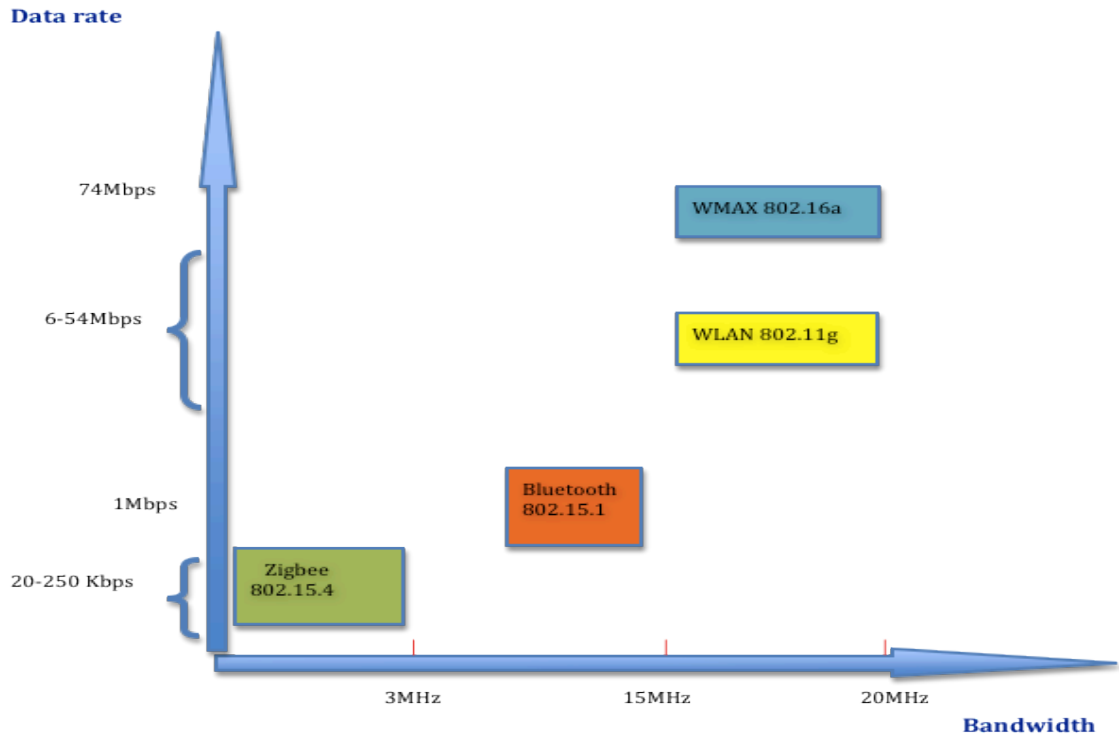 Data rate
74Mbps
WMAX 802.16a
6-54Mbps
WLAN 802.11g
Bluetooth
802.15.1
1Mbps
Zigbee
802.15.4
20-250 Kbps
3MHz
15MHz
20MHz
Bandwidth